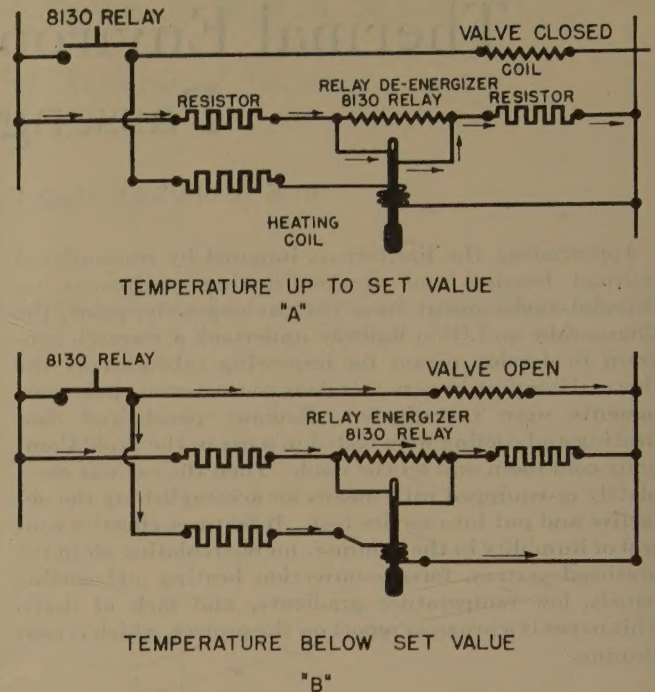 8130 RELAY
VALVE CLOSED
COIL
RELAY DE-ENERGIZER
8130 RELAY
RESISTOR
RESISTOR
HEATING
COIL
TEMPERATURE UP TO SET VALUE
"A"
8130 RELAY
VALVE OPEN
RELAY ENERGIZER
8130 RELAY
TEMPERATURE BELOW SET VALUE
"B"